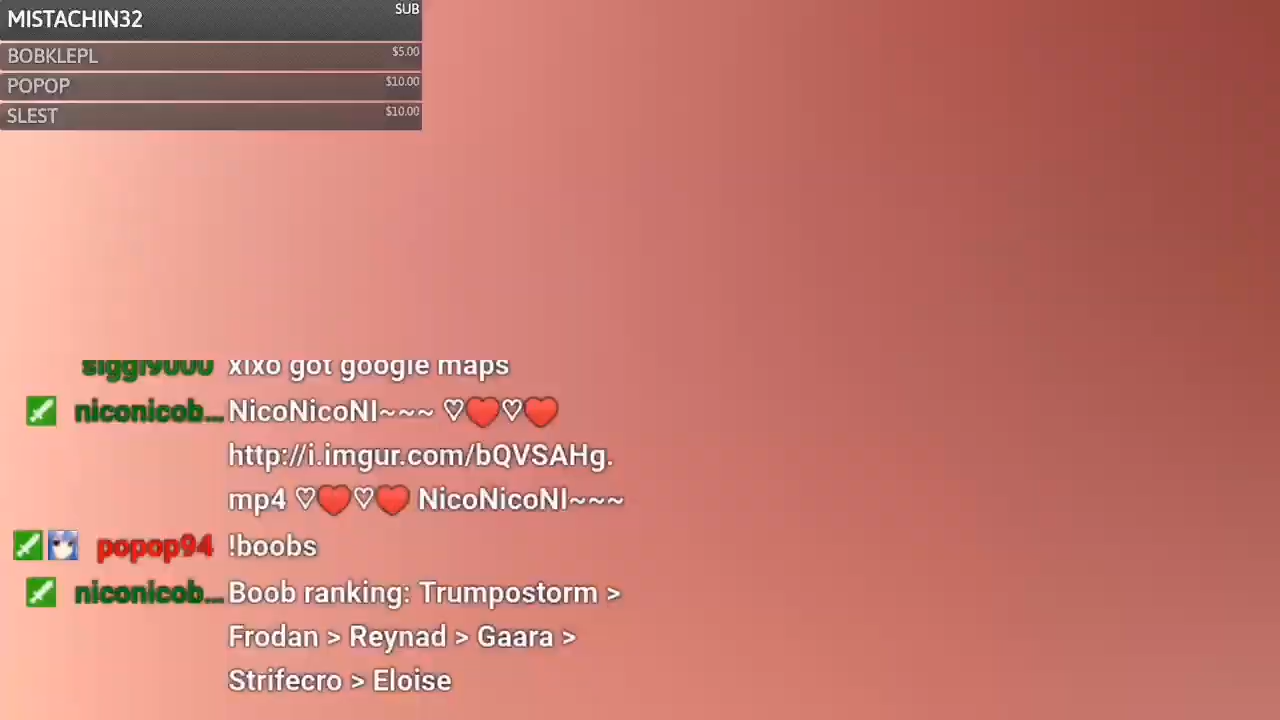 MISTACHIN32 SUB
BOBKLEPL $5.00
POPOP $10.00
SLEST $10.00
siggi9000 xixo got google maps
niconicob... NicoNicoNI~~~ ♡❤️♡❤️
http://i.imgur.com/bQVSAHg.
mp4 ♡❤️♡❤️ NicoNicoNI~~~
popop94 !boobs
niconicob... Boob ranking: Trumpostorm >
Frodan > Reynad > Gaara >
Strifecro > Eloise